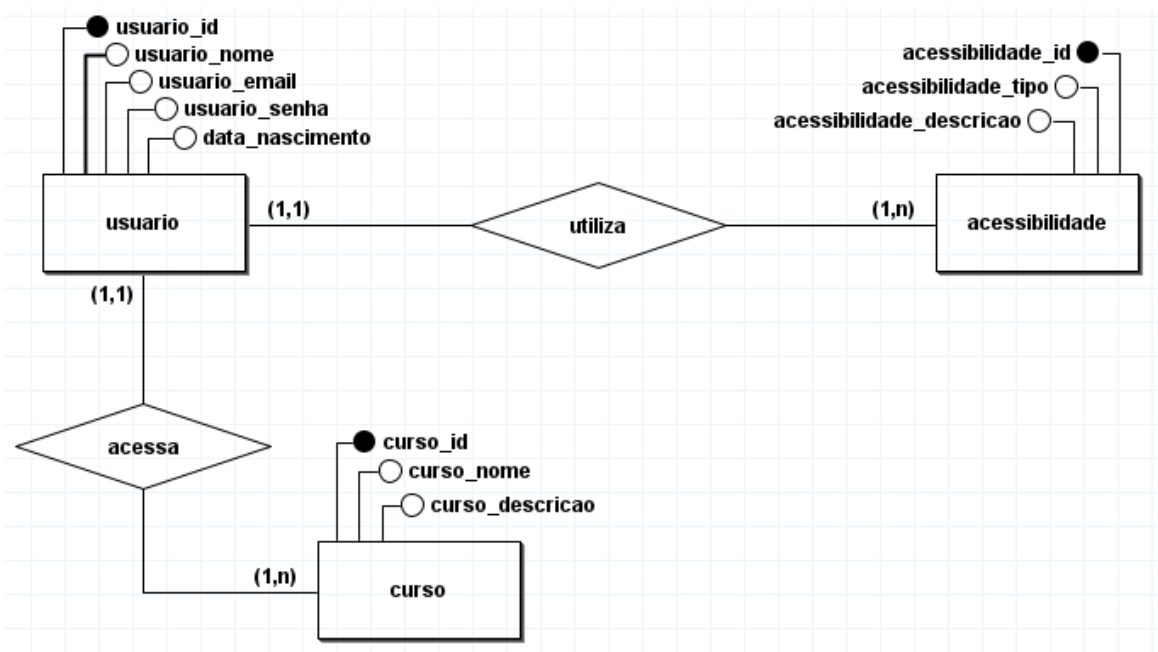 usuario_id
usuario_nome
usuario_email
usuario_senha
data_nascimento
acessibilidade_id
acessibilidade_tipo
acessibilidade_descricao
usuario
(1,1)
utiliza
(1,n)
acessibilidade
(1,1)
acessa
curso_id
curso_nome
curso_descricao
(1,n)
curso